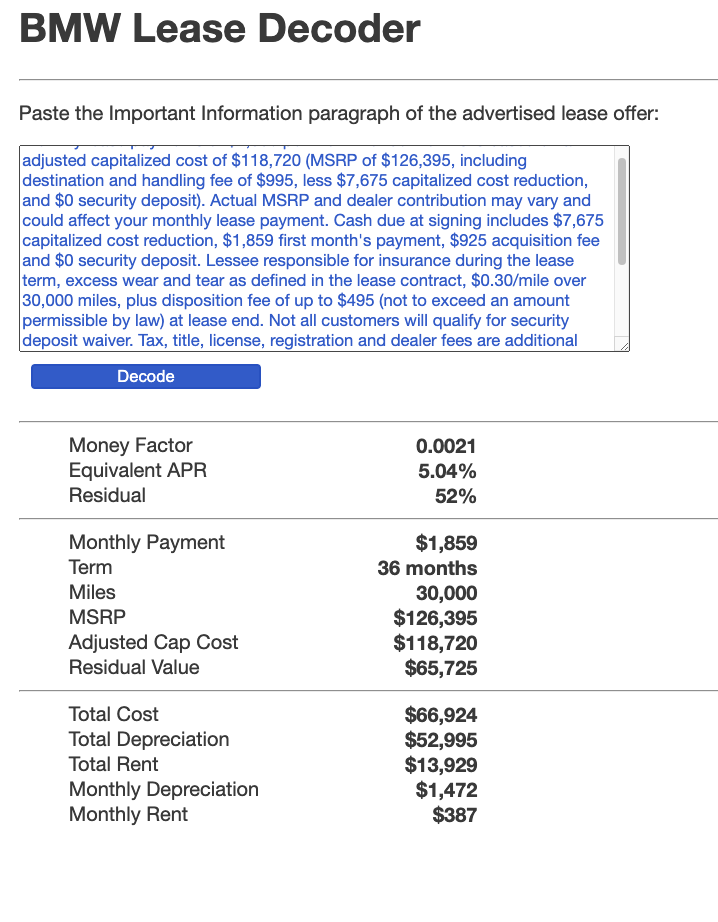 BMW Lease Decoder
Paste the Important Information paragraph of the advertised lease offer:
adjusted capitalized cost of $118,720 (MSRP of $126,395, including
destination and handling fee of $995, less $7,675 capitalized cost reduction,
and $0 security deposit). Actual MSRP and dealer contribution may vary and
could affect your monthly lease payment. Cash due at signing includes $7,675
capitalized cost reduction, $1,859 first month's payment, $925 acquisition fee
and $0 security deposit. Lessee responsible for insurance during the lease
term, excess wear and tear as defined in the lease contract, $0.30/mile over
30,000 miles, plus disposition fee of up to $495 (not to exceed an amount
permissible by law) at lease end. Not all customers will qualify for security
deposit waiver. Tax, title, license, registration and dealer fees are additional
Decode
Money Factor 0.0021
Equivalent APR 5.04%
Residual 52%
Monthly Payment $1,859
Term 36 months
Miles 30,000
MSRP $126,395
Adjusted Cap Cost $118,720
Residual Value $65,725
Total Cost $66,924
Total Depreciation $52,995
Total Rent $13,929
Monthly Depreciation $1,472
Monthly Rent $387